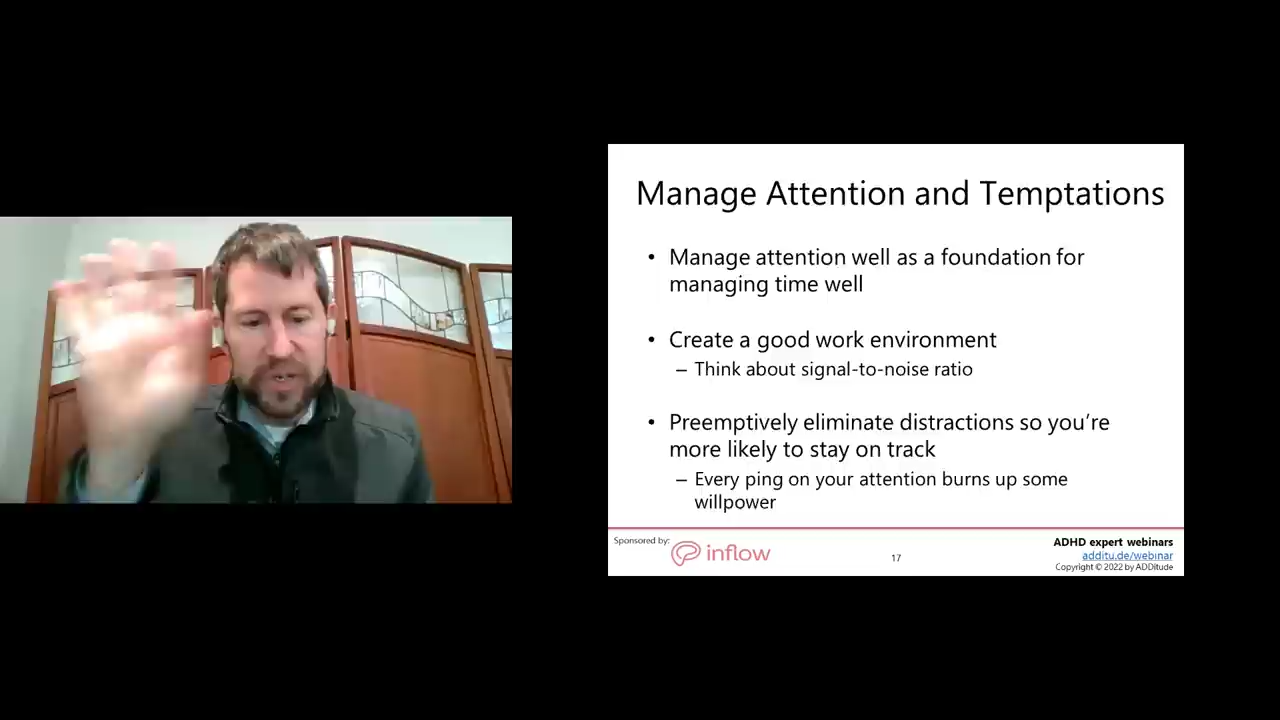 Manage Attention and Temptations
• Manage attention well as a foundation for
managing time well
• Create a good work environment
– Think about signal-to-noise ratio
• Preemptively eliminate distractions so you're
more likely to stay on track
– Every ping on your attention burns up some
willpower
Sponsored by:
inflow
17
ADHD expert webinars
additu.de/webinar
Copyright © 2022 by ADDitude